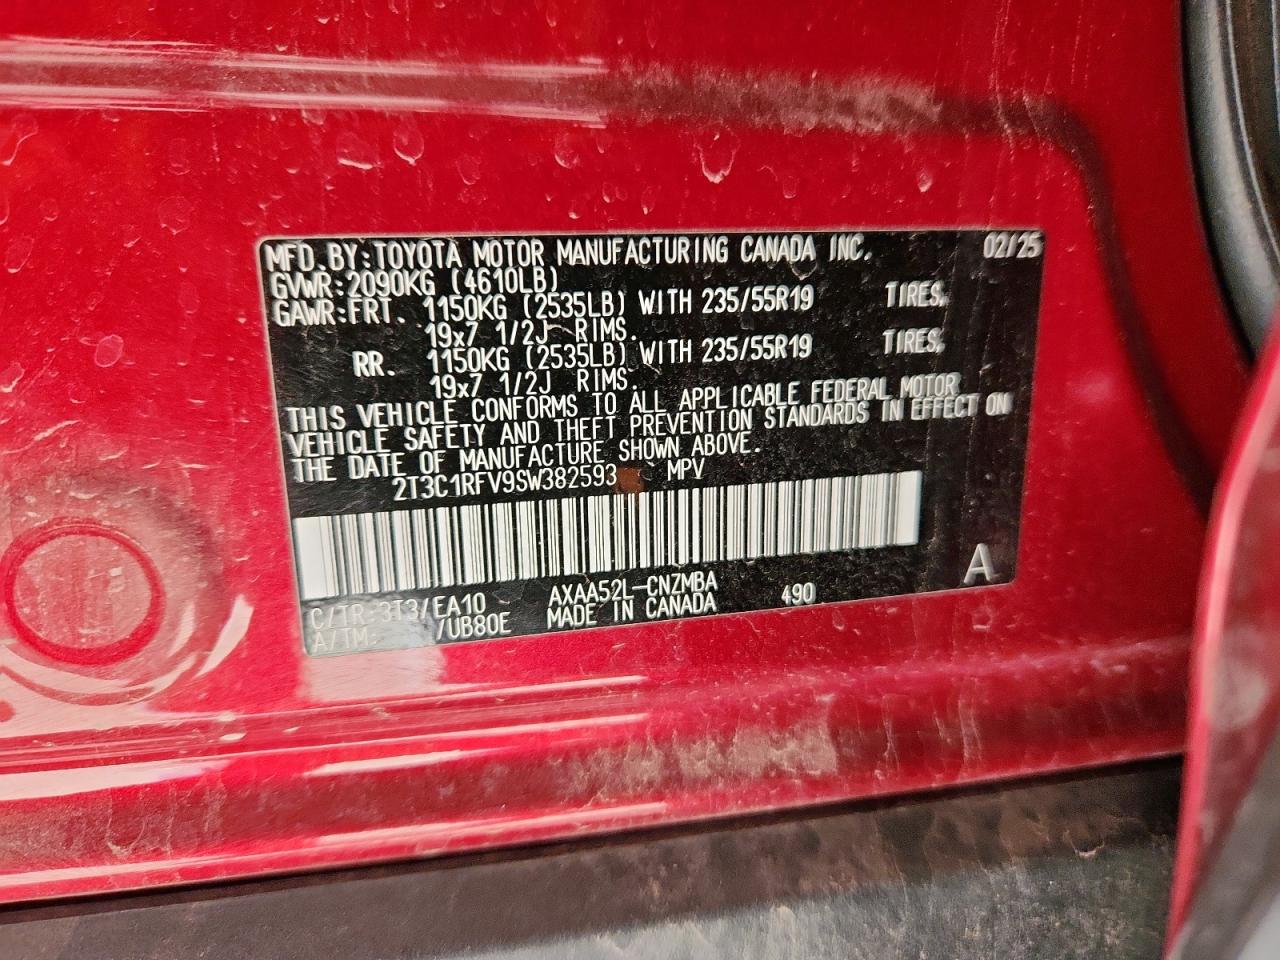 MFD.BY:TOYOTA MOTOR MANUFACTURING CANADA INC. 02/25
GVWR:2090KG (4610LB)
GAWR:FRT. 1150KG (2535LB) WITH 235/55R19 TIRES,
19x7 1/2J RIMS.
RR. 1150KG (2535LB) WITH 235/55R19 TIRES,
19x7 1/2J RIMS.
THIS VEHICLE CONFORMS TO ALL APPLICABLE FEDERAL MOTOR
VEHICLE SAFETY AND THEFT PREVENTION STANDARDS IN EFFECT ON
THE DATE OF MANUFACTURE SHOWN ABOVE.
2T3C1RFV9SW382593 MPV
C/TR:3T3/EA10 AXAA52L-CNZMBA 490 A
A/TM: /UB80E MADE IN CANADA